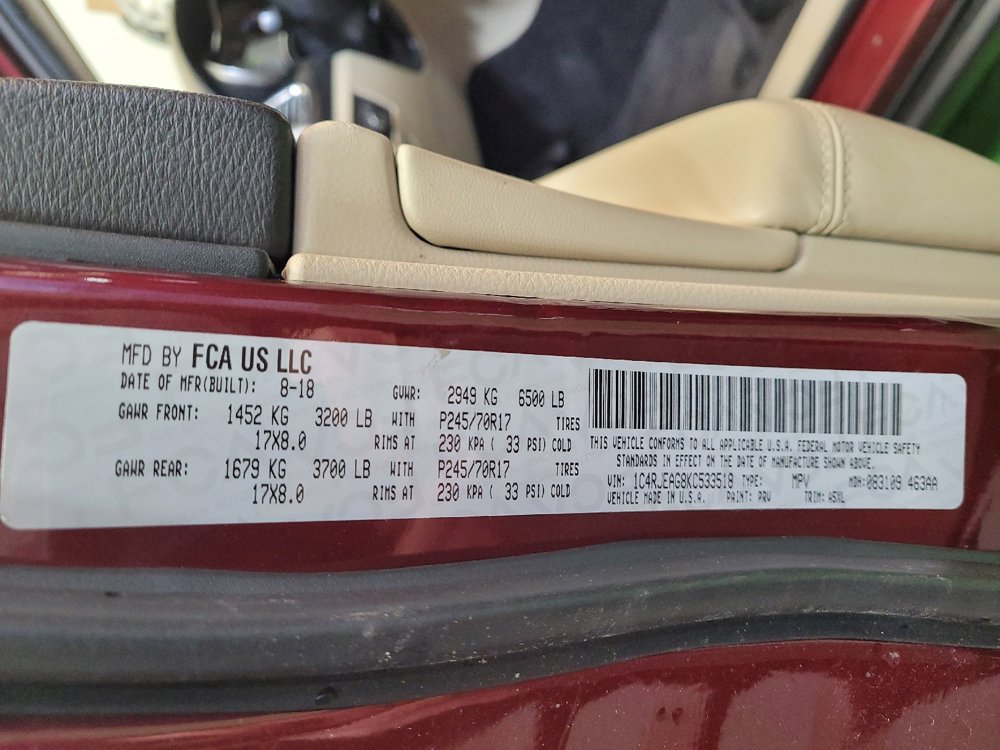 MFD BY FCA US LLC
DATE OF MFR(BUILT): 8-18 GVWR: 2949 KG 6500 LB
GAWR FRONT: 1452 KG 3200 LB WITH P245/70R17 TIRES
17X8.0 RIMS AT 230 KPA ( 33 PSI) COLD
GAWR REAR: 1679 KG 3700 LB WITH P245/70R17 TIRES
17X8.0 RIMS AT 230 KPA ( 33 PSI) COLD
THIS VEHICLE CONFORMS TO ALL APPLICABLE U.S.A. FEDERAL MOTOR VEHICLE SAFETY
STANDARDS IN EFFECT ON THE DATE OF MANUFACTURE SHOWN ABOVE.
VIN: 1C4RJEAG8KC533518 TYPE: MPV MDH: 083109 463AA
VEHICLE MADE IN U.S.A. PAINT: PRV TRIM: A5XL